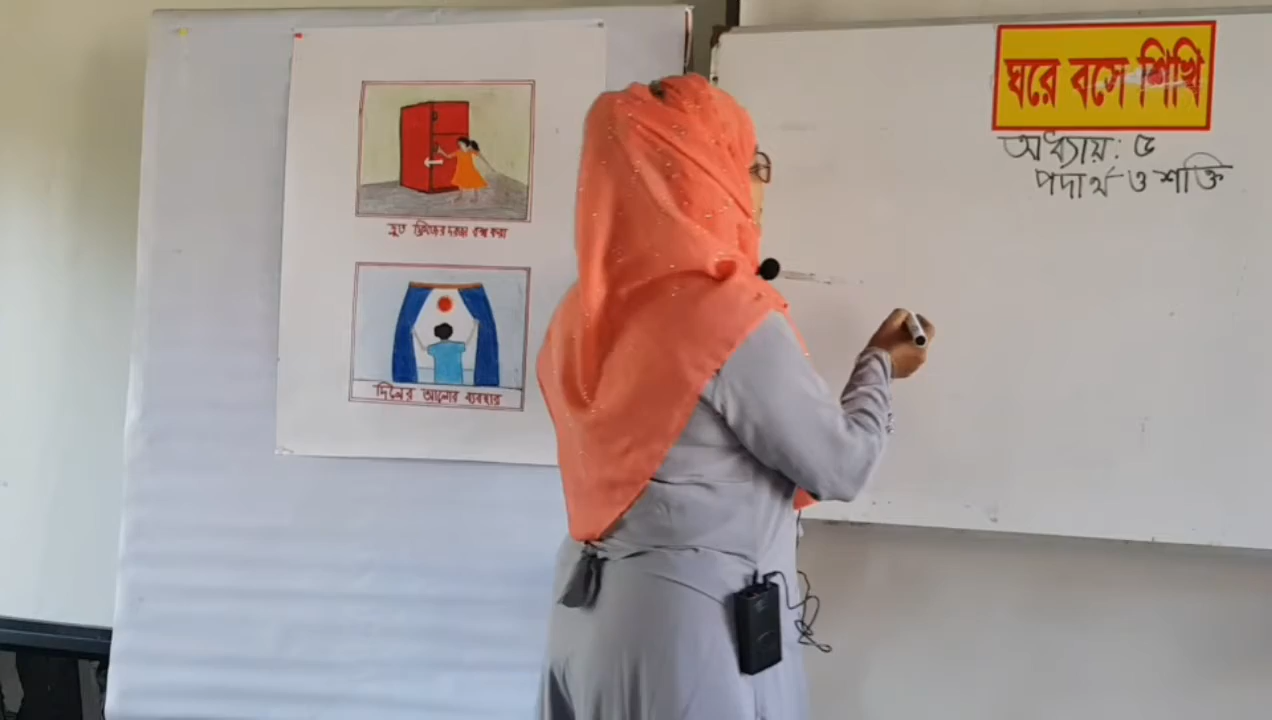 দ্রুত ফ্রিজের দরজা বন্ধ করা
দিনের আলোর ব্যবহার
ঘরে বসে শিখি
অধ্যায়: ৫
পদার্থ ও শক্তি